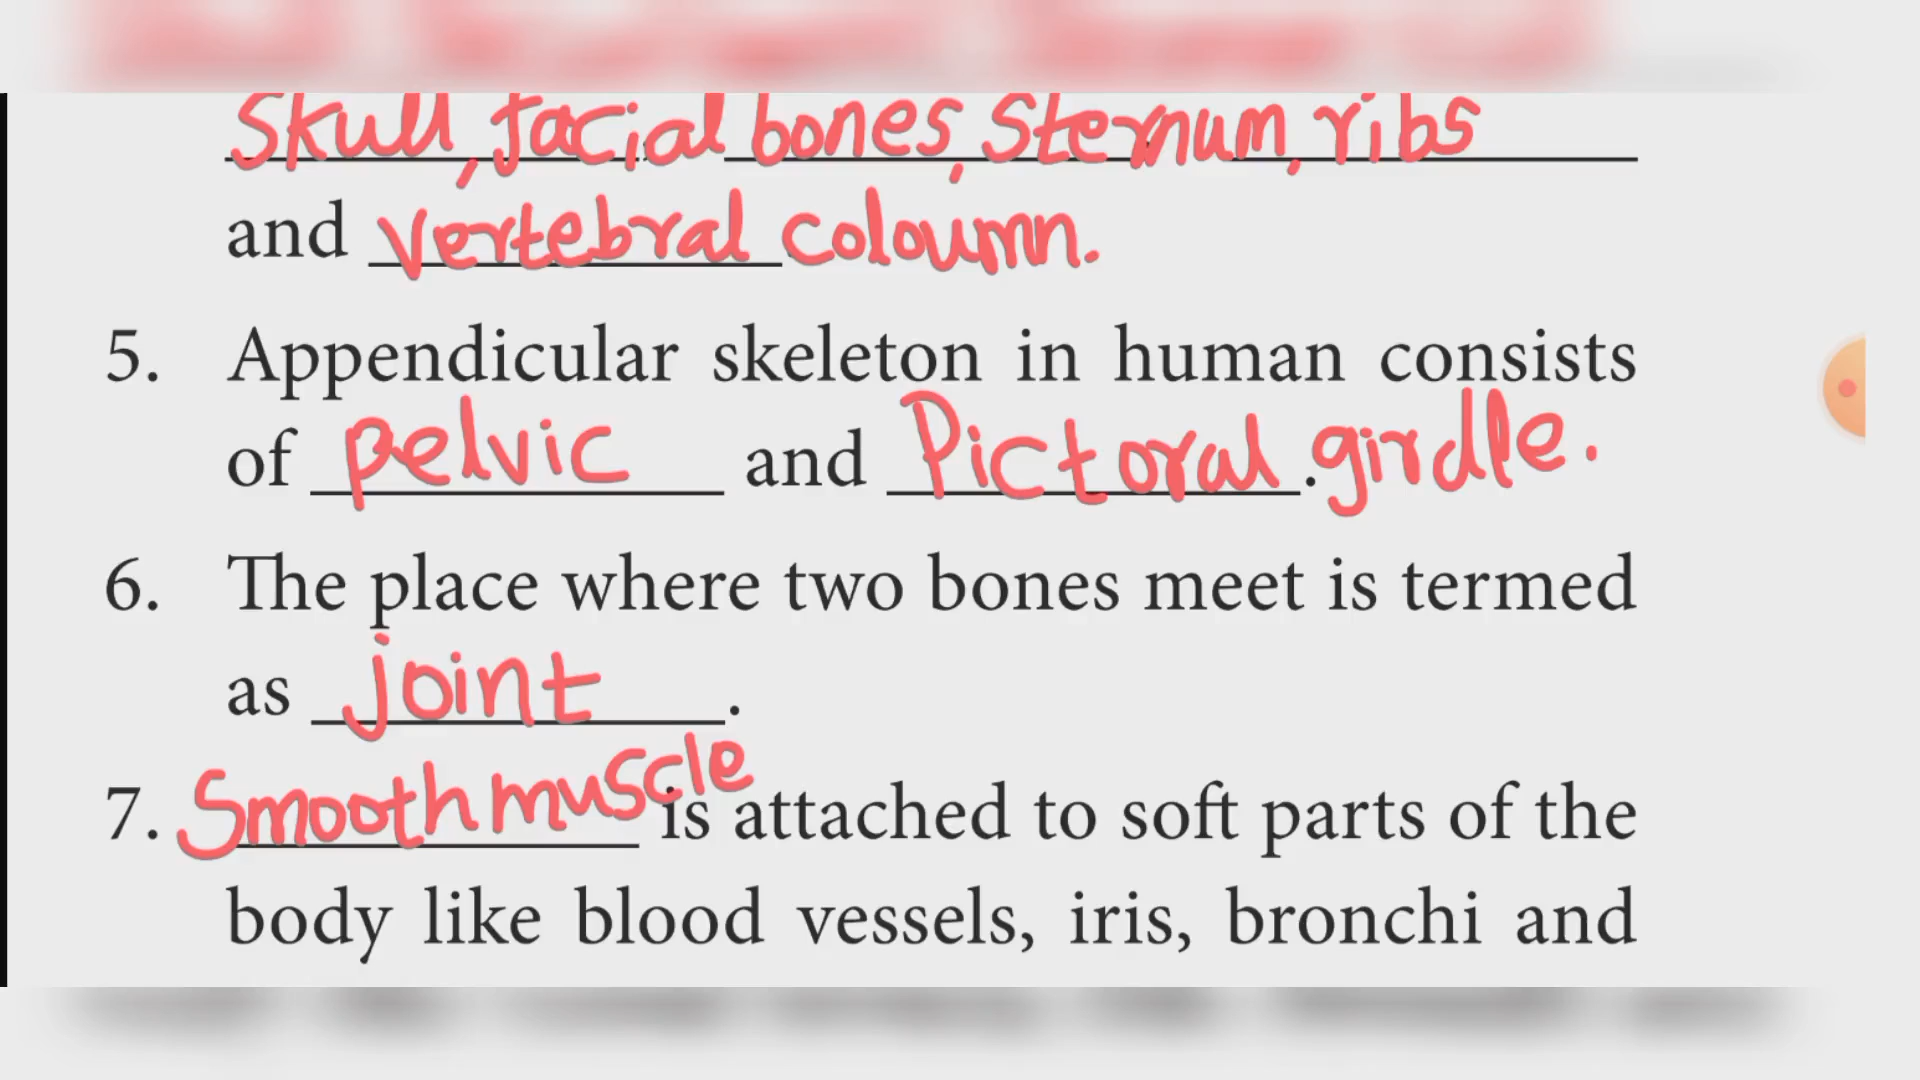 Skull, facial bones, Sternum, ribs
and vertebral coloumn.
5. Appendicular skeleton in human consists
of pelvic and Pictoral. girdle.
6. The place where two bones meet is termed
as joint.
7. Smooth muscle is attached to soft parts of the
body like blood vessels, iris, bronchi and